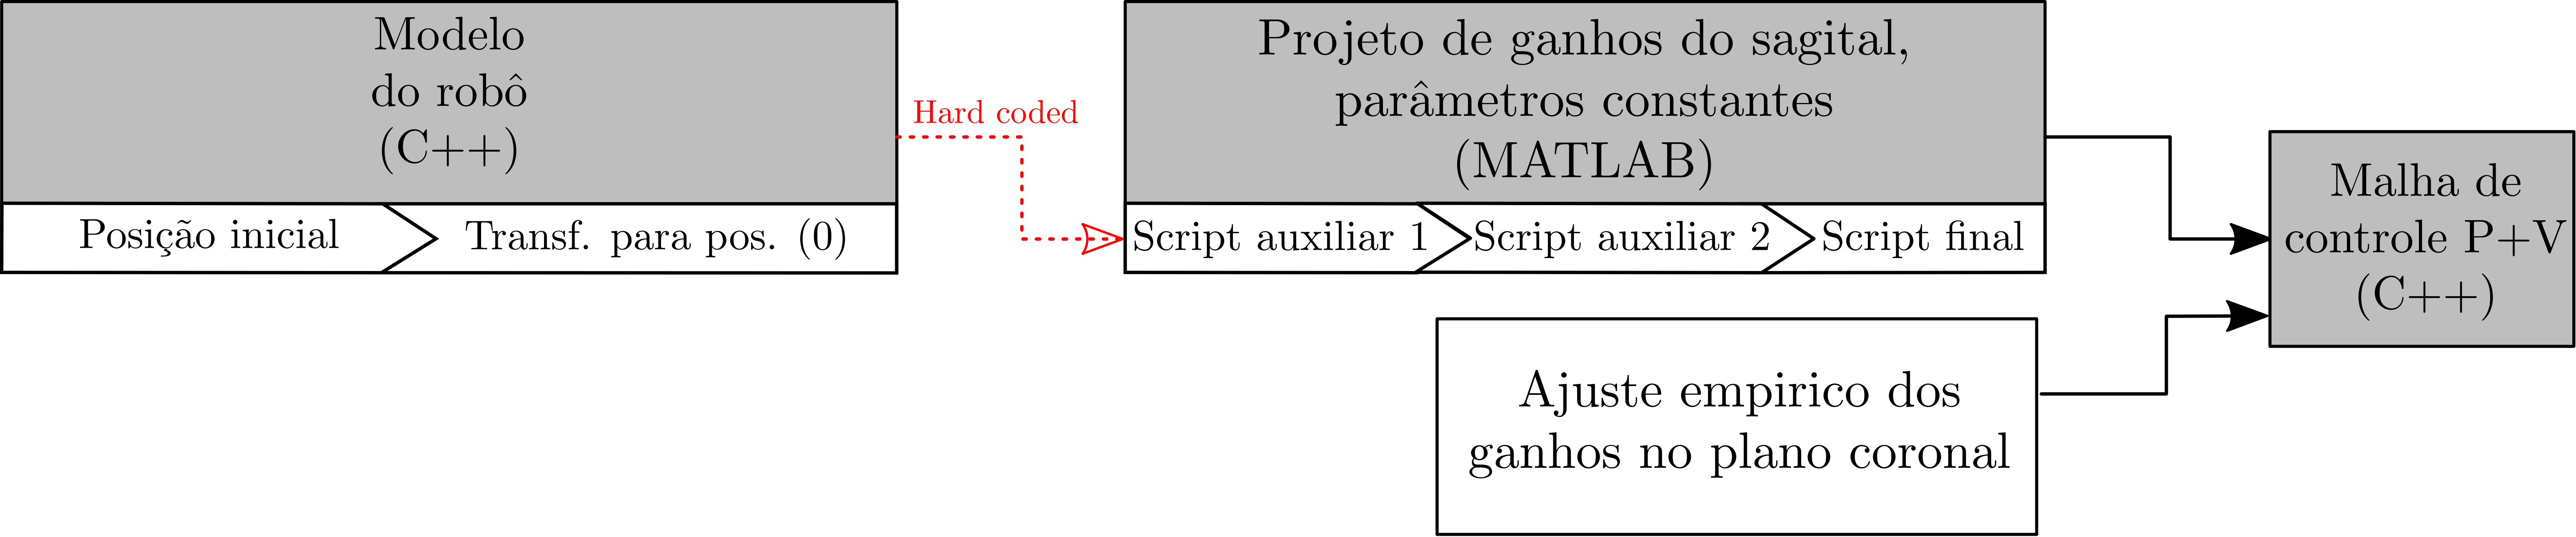 Modelo
do robô
(C++)
Posição inicial
Transf. para pos. (0)
Hard coded
Projeto de ganhos do sagital,
parâmetros constantes
(MATLAB)
Script auxiliar 1
Script auxiliar 2
Script final
Ajuste empirico dos
ganhos no plano coronal
Malha de
controle P+V
(C++)